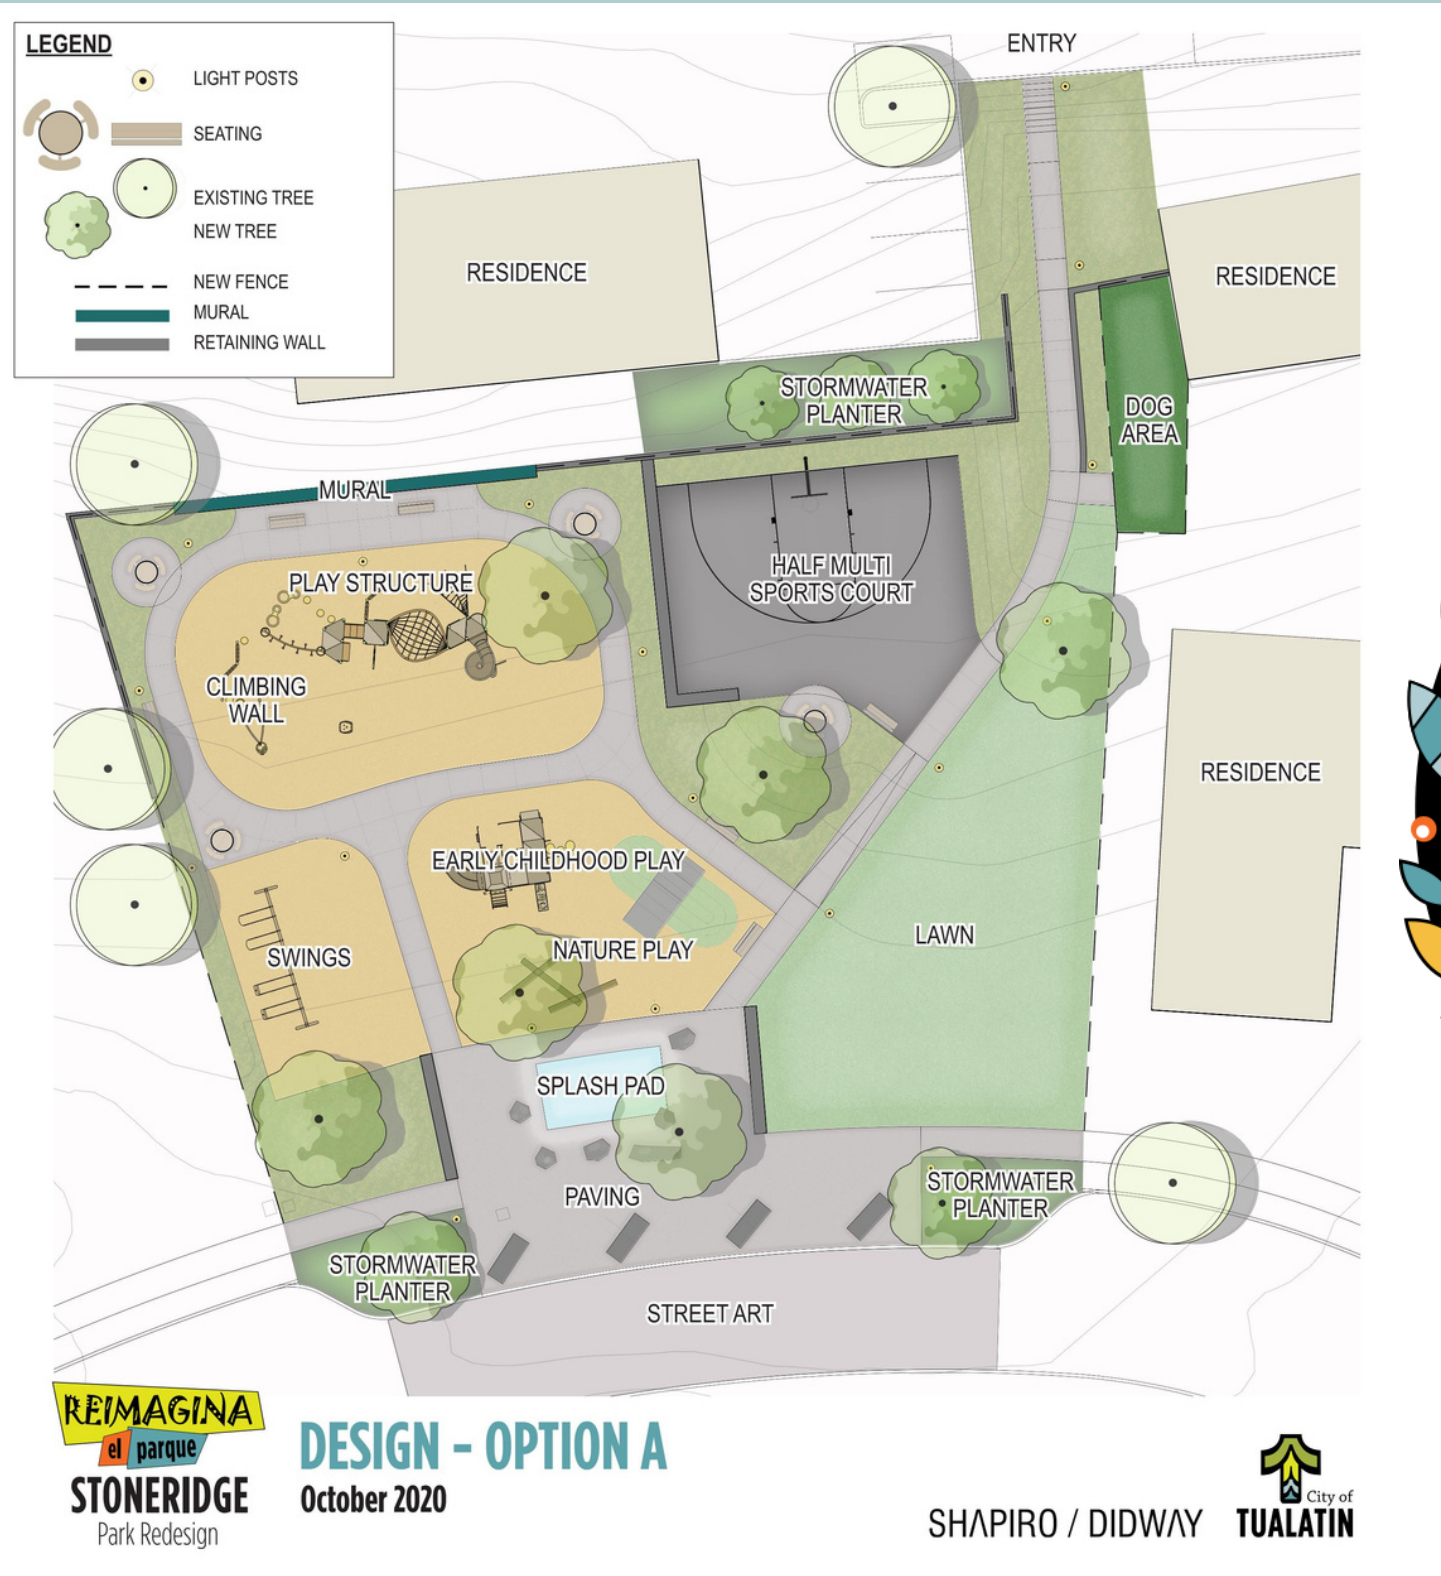 LEGEND
LIGHT POSTS
SEATING
EXISTING TREE
NEW TREE
NEW FENCE
MURAL
RETAINING WALL
ENTRY
RESIDENCE
RESIDENCE
STORMWATER
PLANTER
DOG
AREA
MURAL
PLAY STRUCTURE
HALF MULTI
SPORTS COURT
CLIMBING
WALL
RESIDENCE
EARLY CHILDHOOD PLAY
LAWN
NATURE PLAY
SWINGS
SPLASH PAD
PAVING
STORMWATER
PLANTER
STORMWATER
PLANTER
STREET ART
REIMAGINA
el parque
STONERIDGE
Park Redesign
DESIGN - OPTION A
October 2020
SHAPIRO / DIDWAY
City of
TUALATIN